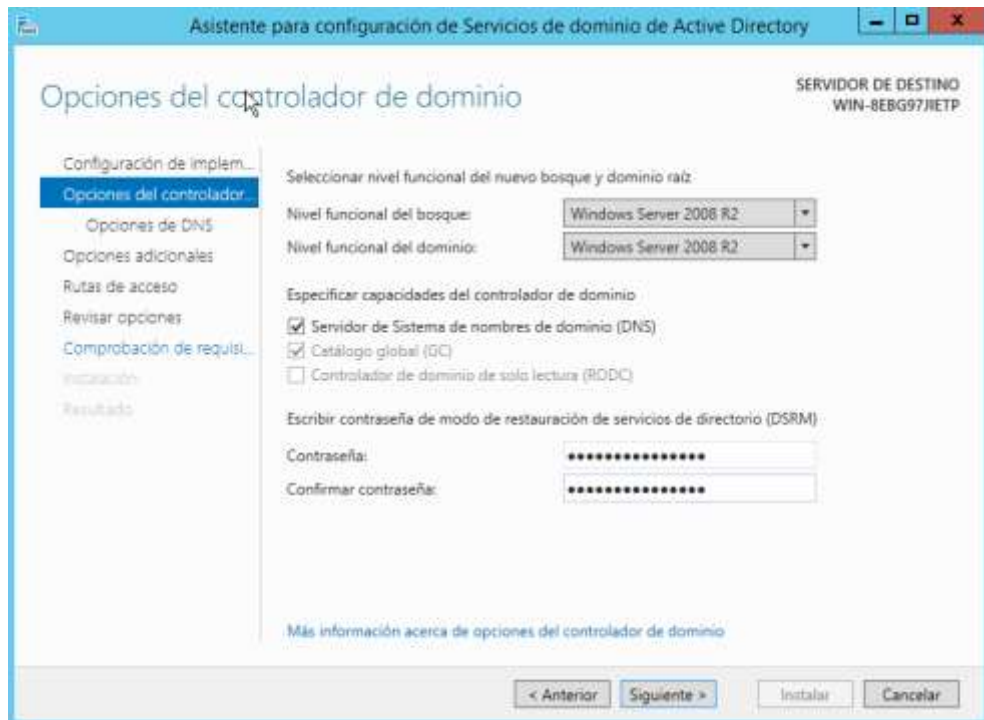 Asistente para configuración de Servicios de dominio de Active Directory
Opciones del controlador de dominio
SERVIDOR DE DESTINO
WIN-8EBG97JIETP
Configuración de implem...
Opciones del controlador...
Opciones de DNS
Opciones adicionales
Rutas de acceso
Revisar opciones
Comprobación de requisi...
Instalación
Resultado
Seleccionar nivel funcional del nuevo bosque y dominio raíz
Nivel funcional del bosque: Windows Server 2008 R2
Nivel funcional del dominio: Windows Server 2008 R2
Especificar capacidades del controlador de dominio
Servidor de Sistema de nombres de dominio (DNS)
Catálogo global (GC)
Controlador de dominio de solo lectura (RODC)
Escribir contraseña de modo de restauración de servicios de directorio (DSRM)
Contraseña: •••••••••••••••
Confirmar contraseña: •••••••••••••••
Más información acerca de opciones del controlador de dominio
< Anterior Siguiente > Instalar Cancelar